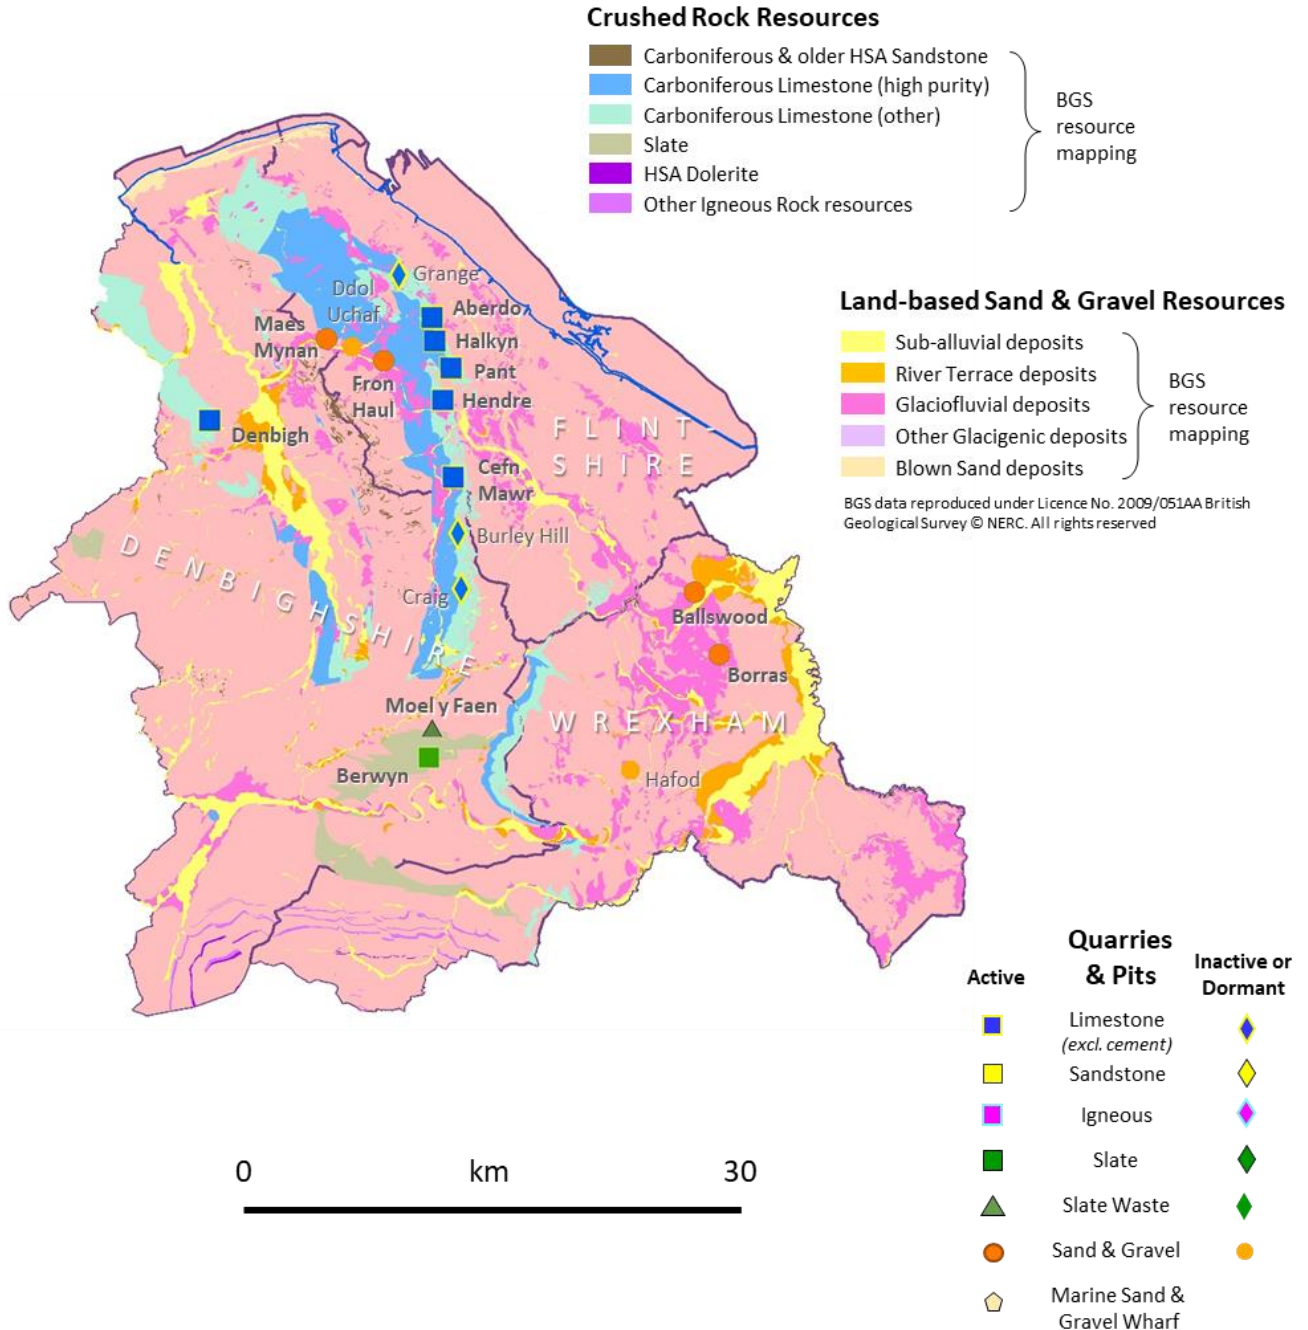 Crushed Rock Resources
Carboniferous & older HSA Sandstone
Carboniferous Limestone (high purity)
Carboniferous Limestone (other)
Slate
HSA Dolerite
Other Igneous Rock resources
BGS
resource
mapping
Land-based Sand & Gravel Resources
Sub-alluvial deposits
River Terrace deposits
Glaciofluvial deposits
Other Glacigenic deposits
Blown Sand deposits
BGS
resource
mapping
BGS data reproduced under Licence No. 2009/051AA British
Geological Survey © NERC. All rights reserved
Grange
Ddol
Uchaf
Aberdo
Maes
Mynan
Halkyn
Pant
Fron
Haul
Hendre
FLINT-
SHIRE
Denbigh
Cefn
Mawr
Burley Hill
DENBIGHSHIRE
Craig
Ballswood
Borras
Moel y Faen
WREXHAM
Berwyn
Hafod
Quarries
& Pits
Active
Inactive or
Dormant
Limestone
(excl. cement)
Sandstone
Igneous
Slate
Slate Waste
Sand & Gravel
Marine Sand &
Gravel Wharf
0 km 30